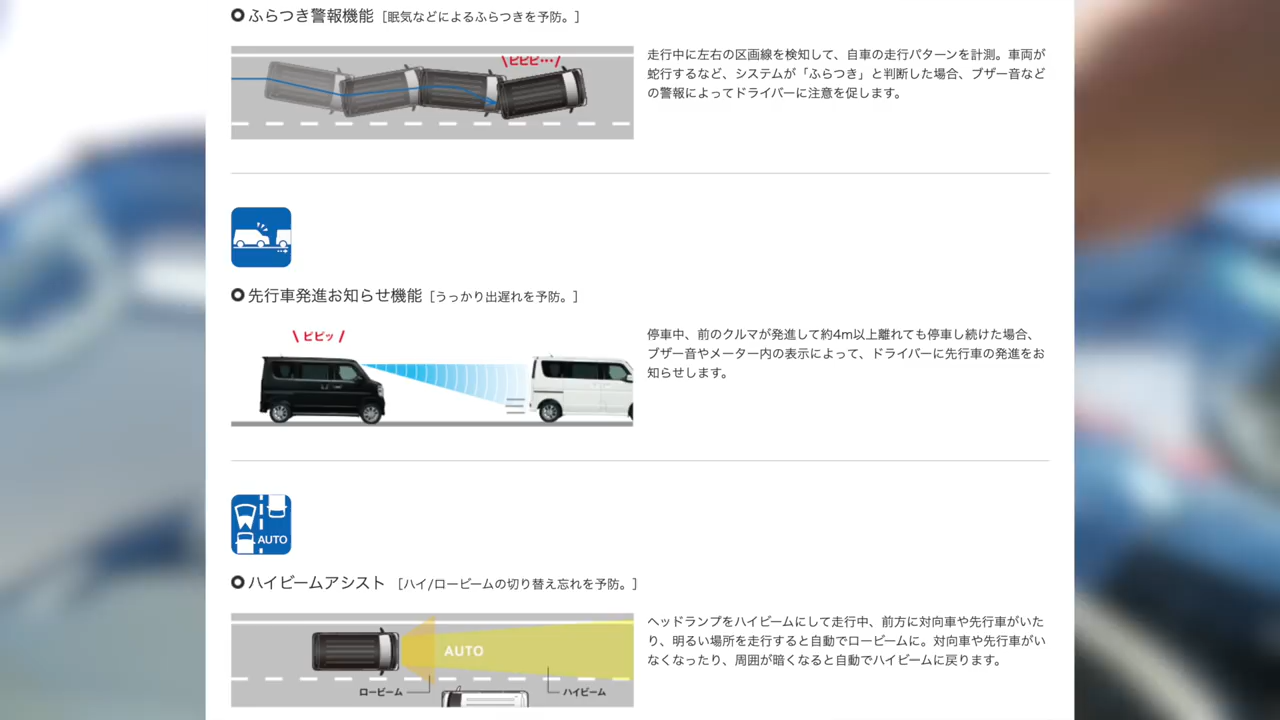 ふらつき警報機能［眠気などによるふらつきを予防。］
ピピピ・・・
走行中に左右の区画線を検知して、自車の走行パターンを計測。車両が
蛇行するなど、システムが「ふらつき」と判断した場合、ブザー音など
の警報によってドライバーに注意を促します。
先行車発進お知らせ機能［うっかり出遅れを予防。］
ピピッ
停車中、前のクルマが発進して約4m以上離れても停車し続けた場合、
ブザー音やメーター内の表示によって、ドライバーに先行車の発進をお
知らせします。
AUTO
ハイビームアシスト ［ハイ/ロービームの切り替え忘れを予防。］
AUTO
ロービーム
ハイビーム
ヘッドランプをハイビームにして走行中、前方に対向車や先行車がいた
り、明るい場所を走行すると自動でロービームに。対向車や先行車がい
なくなったり、周囲が暗くなると自動でハイビームに戻ります。